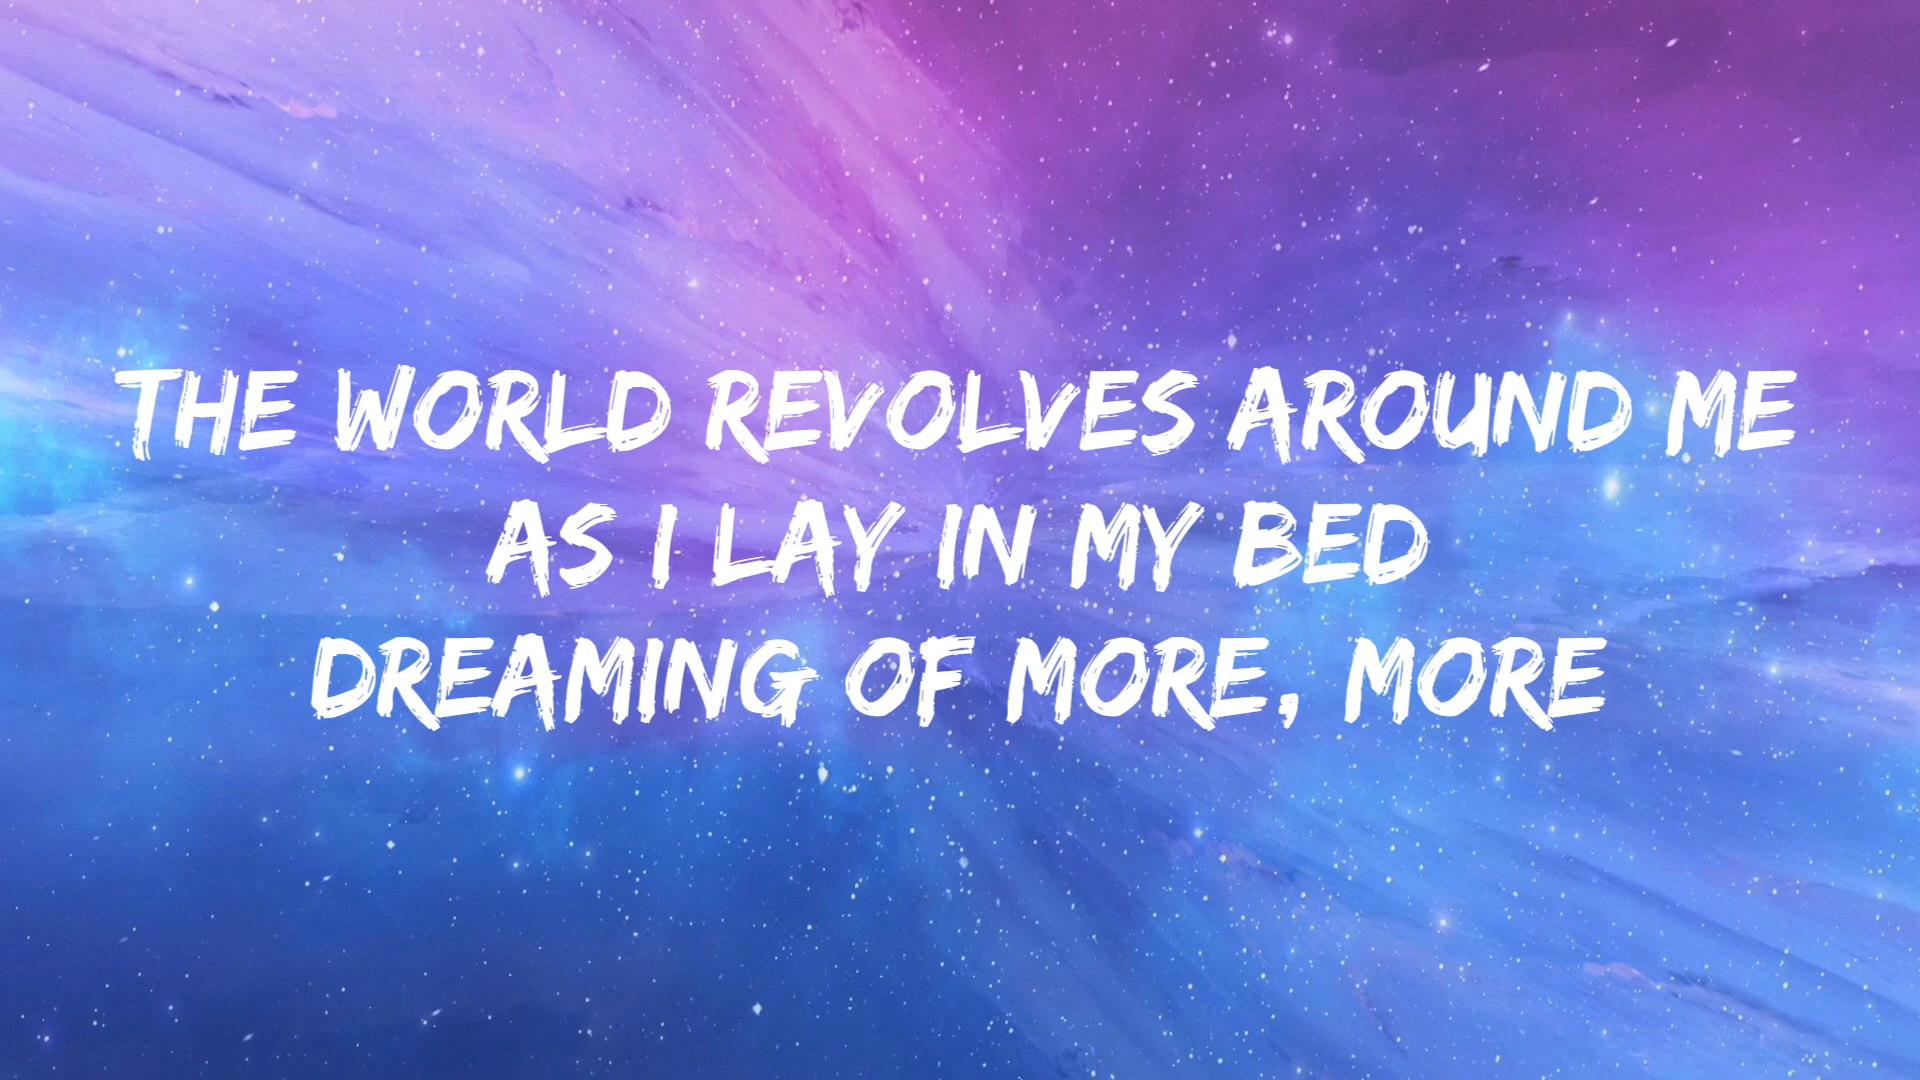 THE WORLD REVOLVES AROUND ME
AS I LAY IN MY BED
DREAMING OF MORE, MORE